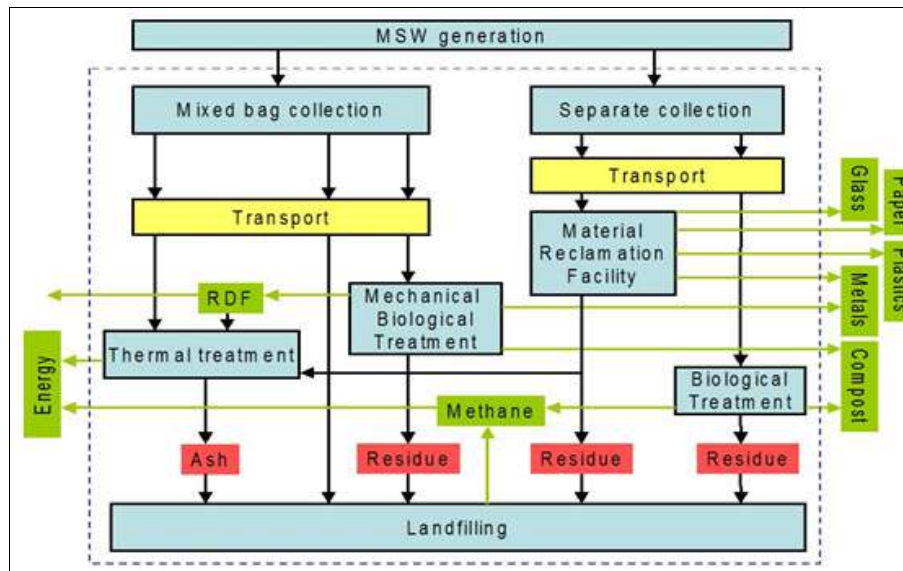 MSW generation
Mixed bag collection
Separate collection
Transport
Transport
Glass
Paper
Material
Reclamation
Facility
Plastics
Metals
RDF
Mechanical
Biological
Treatment
Thermal treatment
Energy
Compost
Biological
Treatment
Methane
Ash
Residue
Residue
Residue
Landfilling